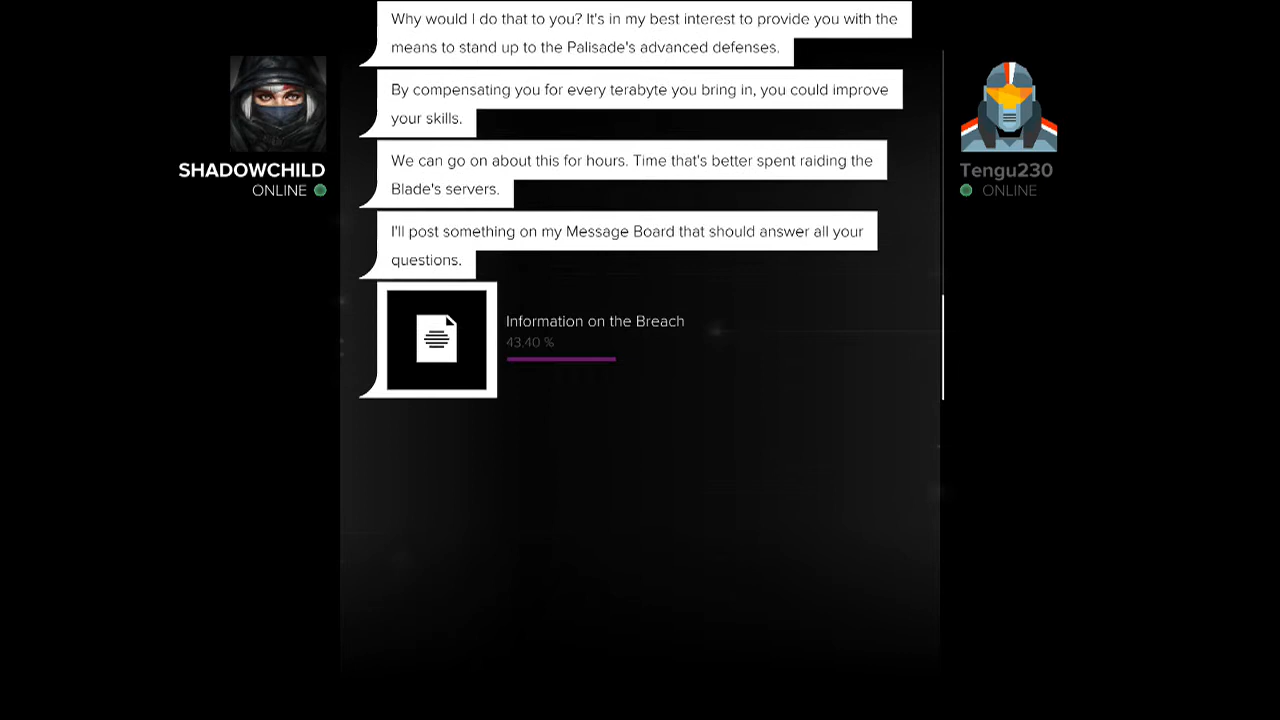 Why would I do that to you? It's in my best interest to provide you with the
means to stand up to the Palisade's advanced defenses.
By compensating you for every terabyte you bring in, you could improve
your skills.
We can go on about this for hours. Time that's better spent raiding the
Blade's servers.
I'll post something on my Message Board that should answer all your
questions.
Information on the Breach
43.40 %
SHADOWCHILD
ONLINE
Tengu230
ONLINE